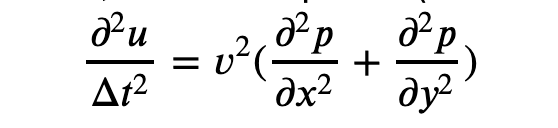 ∂²u/Δt² = v²(∂²p/∂x² + ∂²p/∂y²)